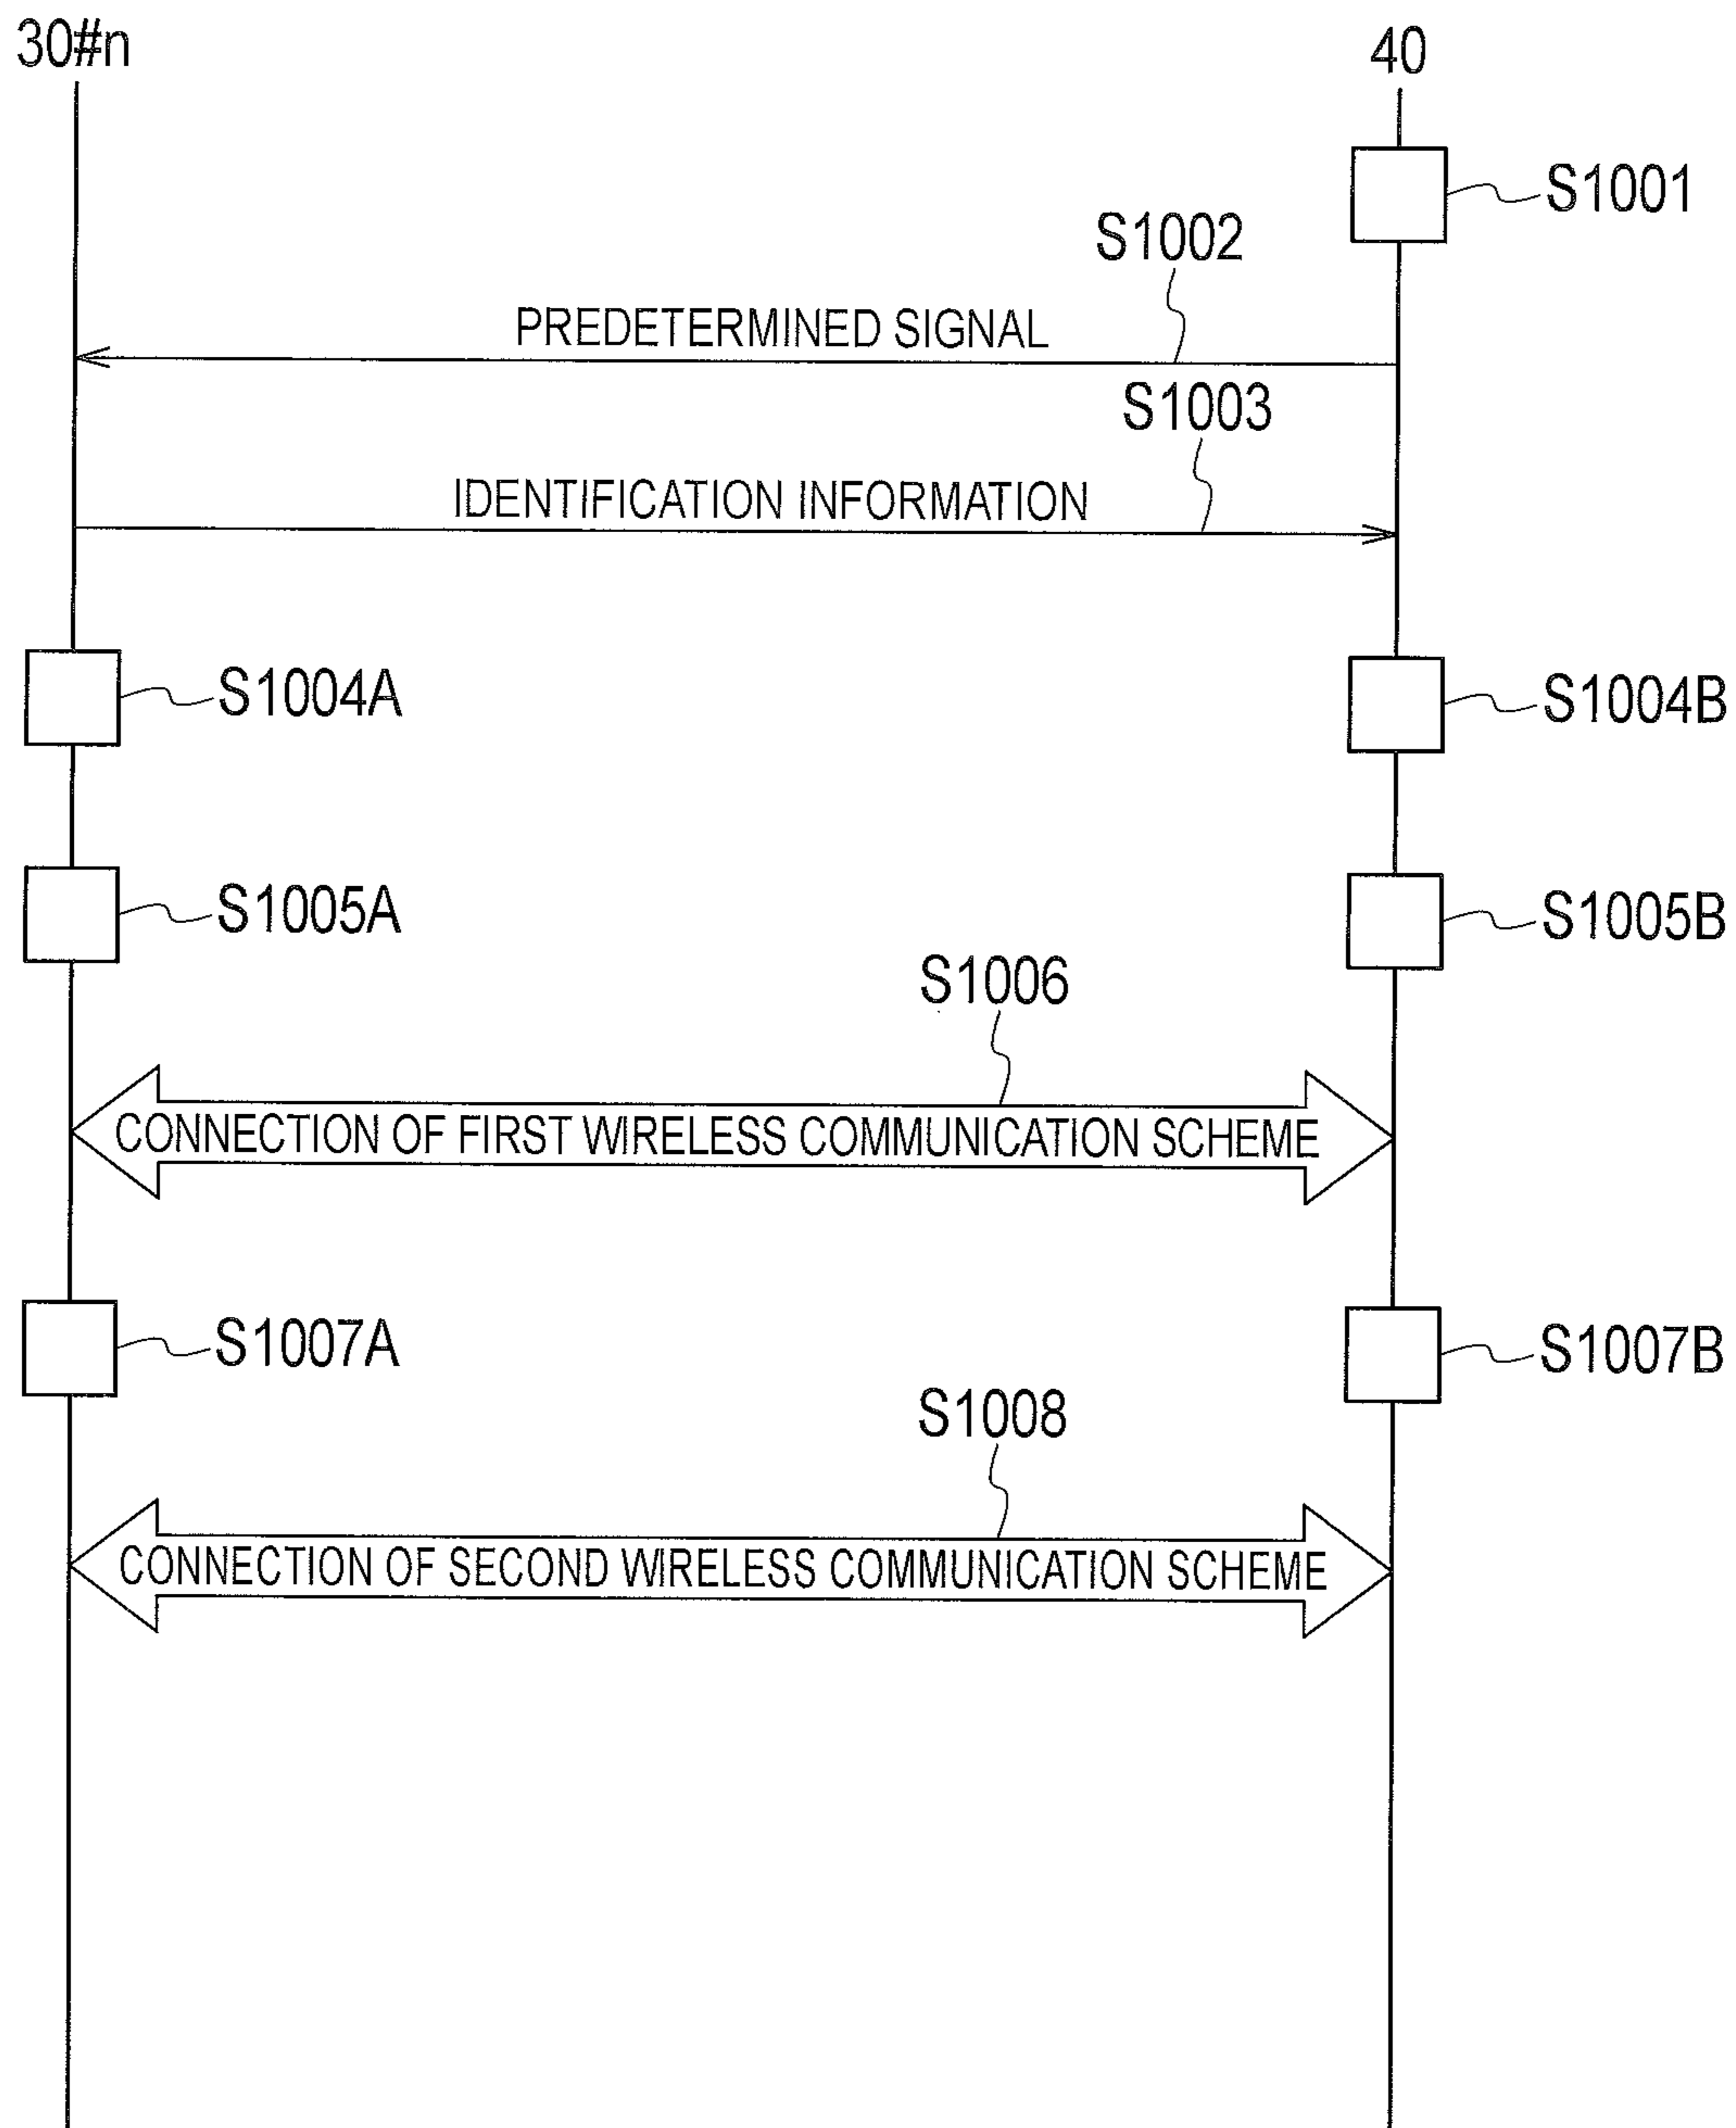 30#n
40
S1001
S1002
PREDETERMINED SIGNAL
S1003
IDENTIFICATION INFORMATION
S1004A
S1004B
S1005A
S1005B
S1006
CONNECTION OF FIRST WIRELESS COMMUNICATION SCHEME
S1007A
S1007B
S1008
CONNECTION OF SECOND WIRELESS COMMUNICATION SCHEME